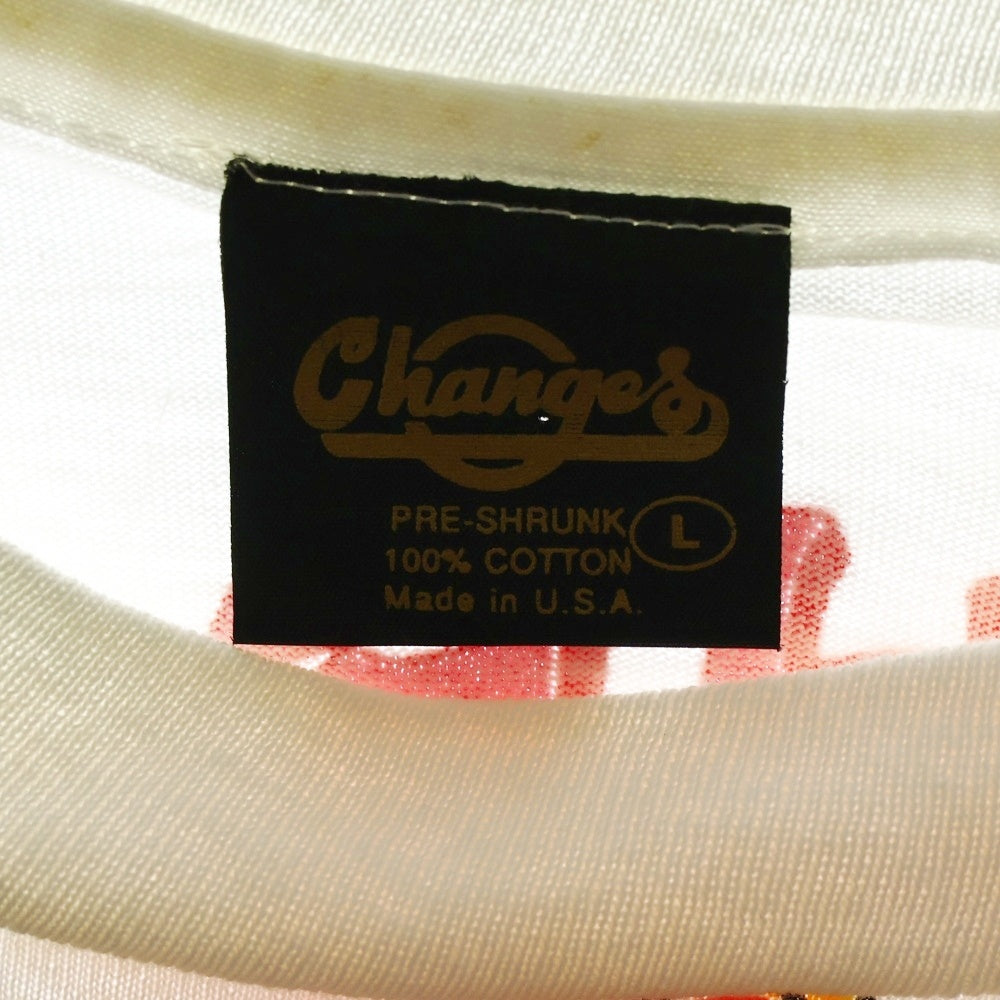 Changes
PRE-SHRUNK L
100% COTTON
Made in U.S.A.